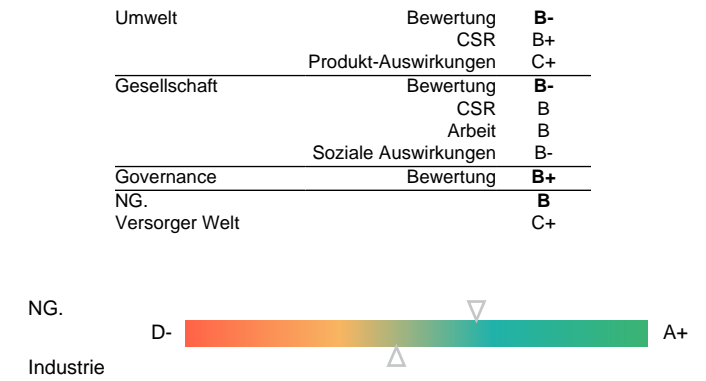 Umwelt Bewertung B-
CSR B+
Produkt-Auswirkungen C+
Gesellschaft Bewertung B-
CSR B
Arbeit B
Soziale Auswirkungen B-
Governance Bewertung B+
NG. B
Versorger Welt C+
NG.
D- A+
Industrie